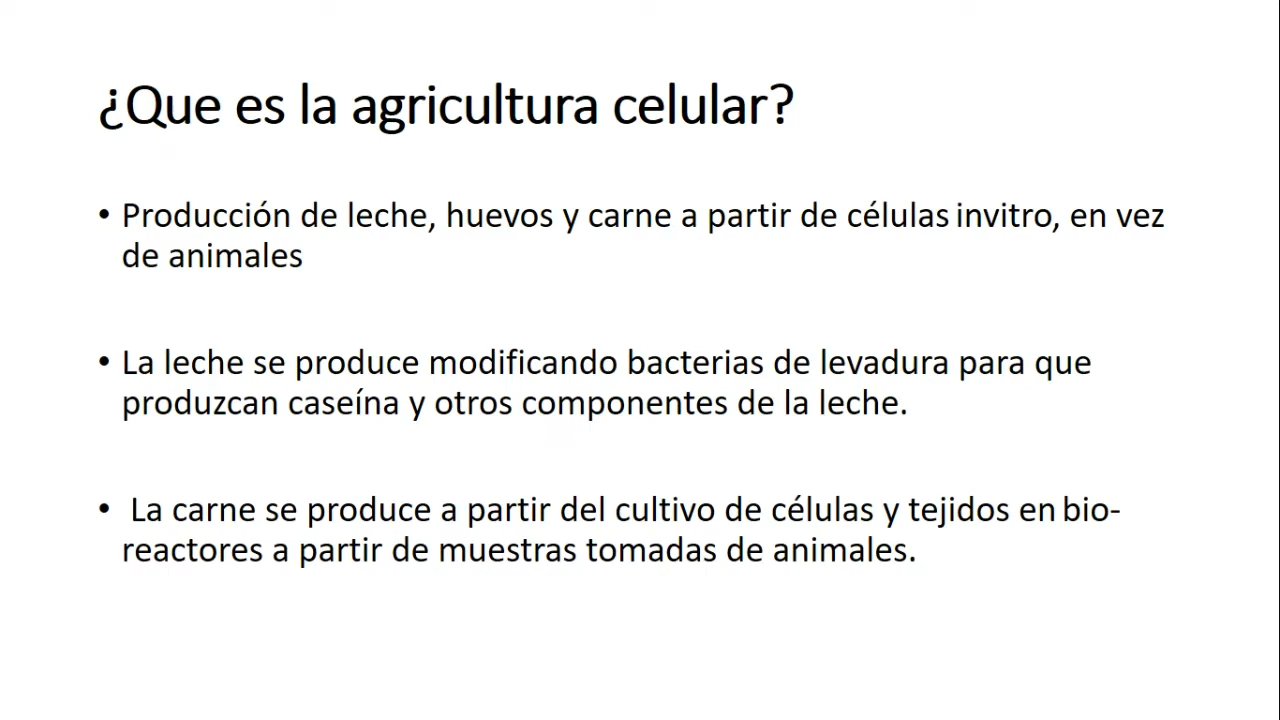 ¿Que es la agricultura celular?
• Producción de leche, huevos y carne a partir de células invitro, en vez
de animales
• La leche se produce modificando bacterias de levadura para que
produzcan caseína y otros componentes de la leche.
• La carne se produce a partir del cultivo de células y tejidos en bio-
reactores a partir de muestras tomadas de animales.